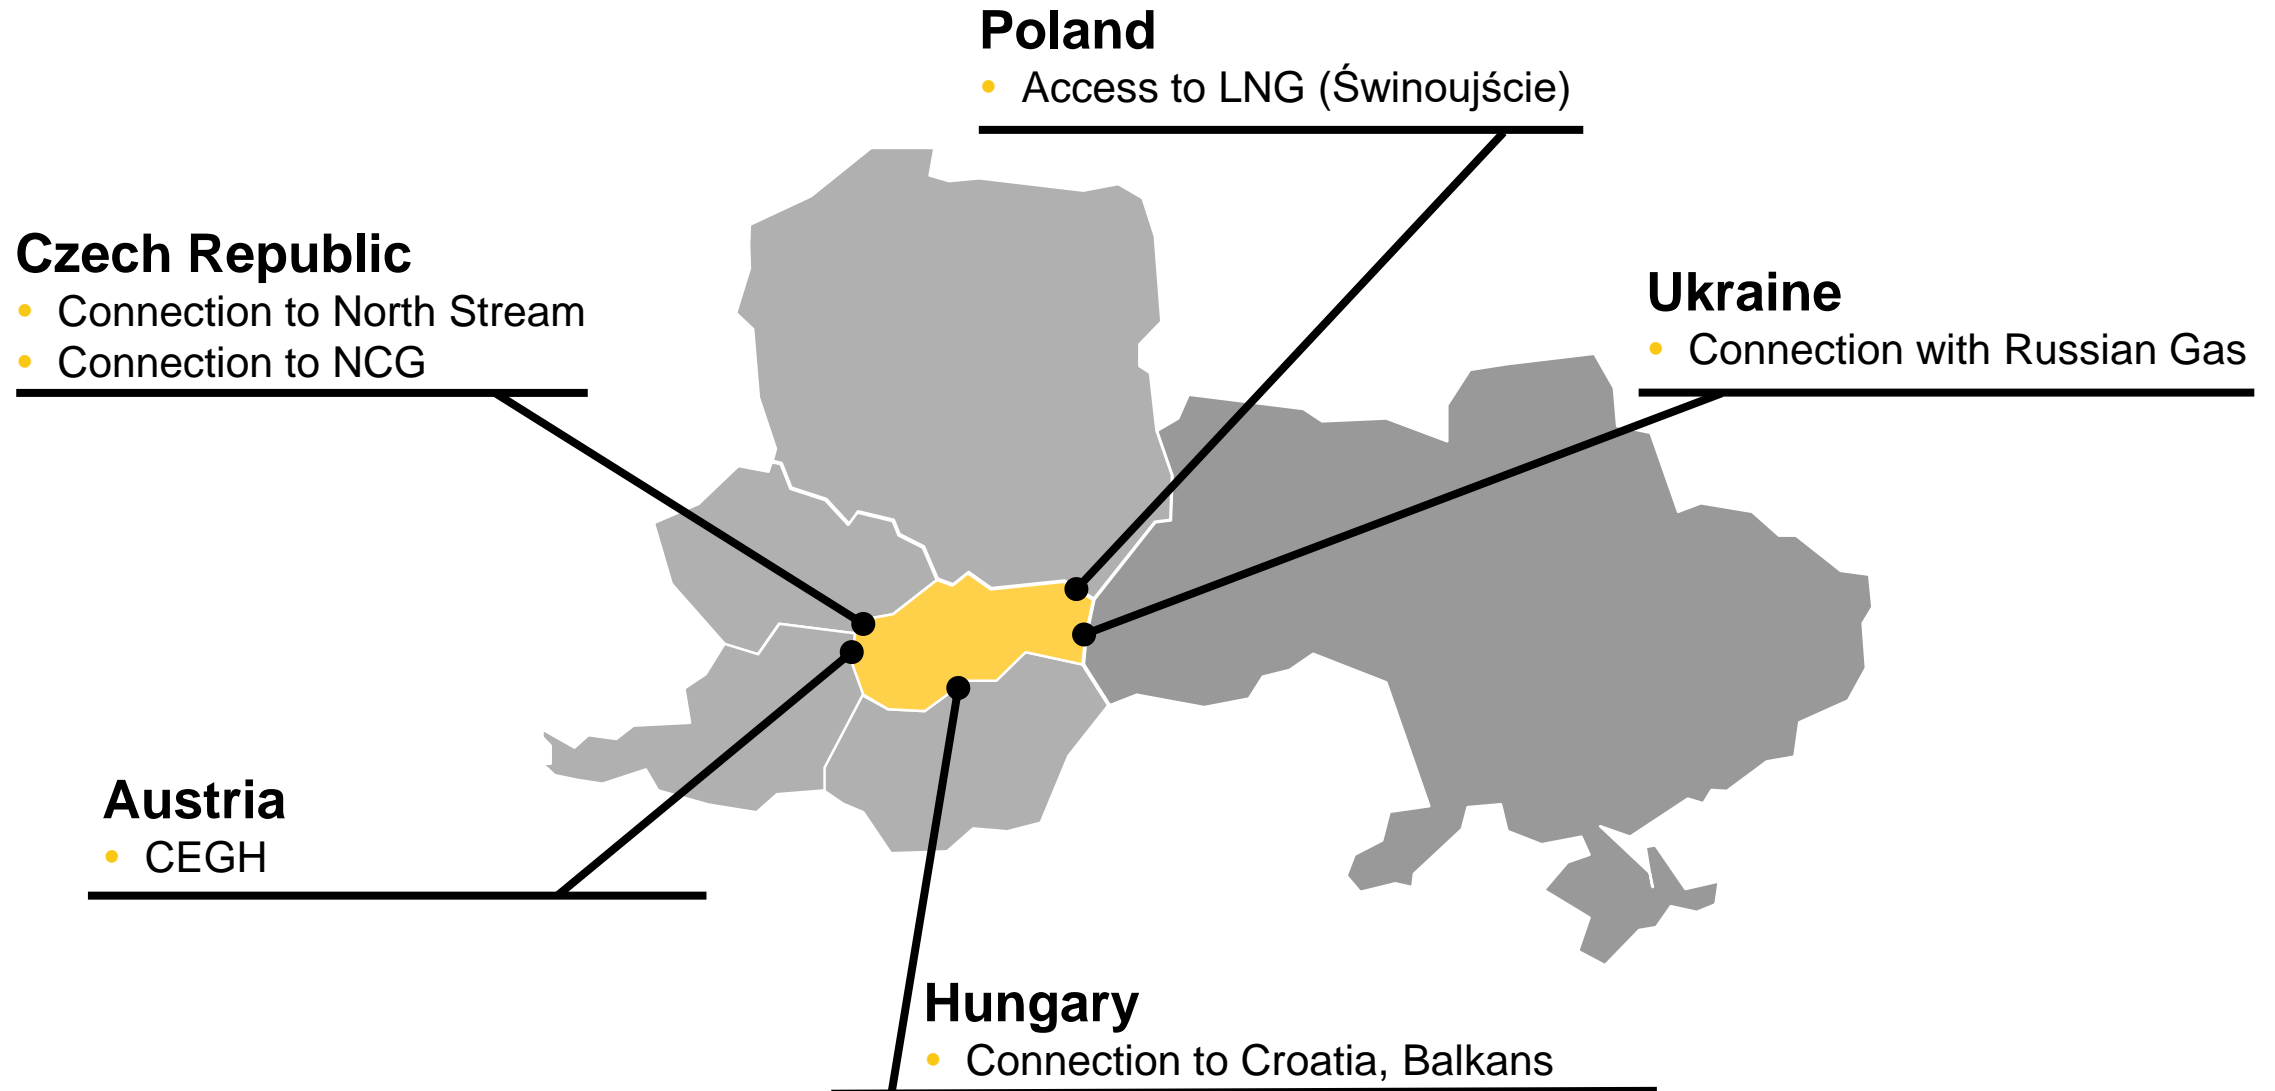 Poland
• Access to LNG (Świnoujście)
Czech Republic
• Connection to North Stream
• Connection to NCG
Ukraine
• Connection with Russian Gas
Austria
• CEGH
Hungary
• Connection to Croatia, Balkans